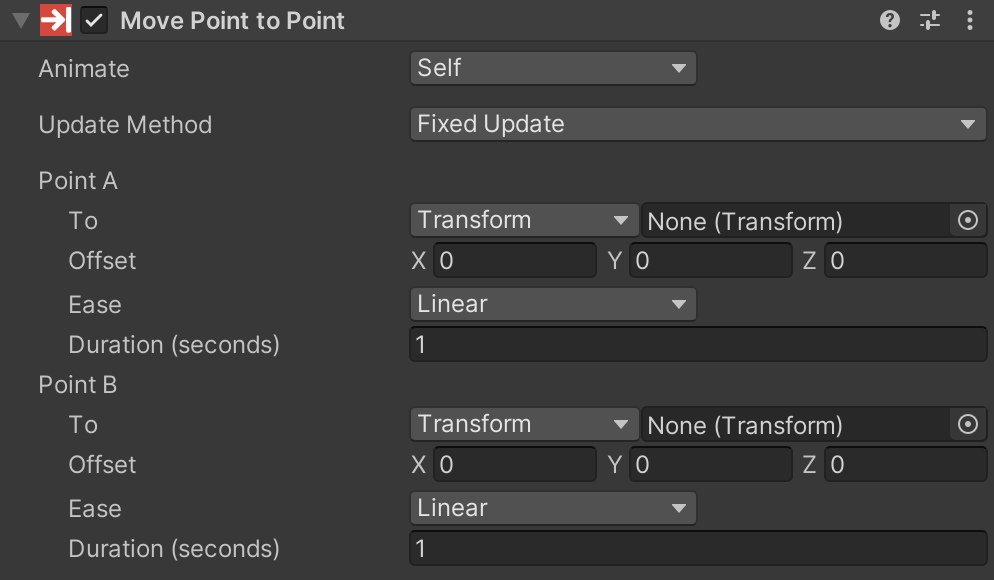 Move Point to Point
Animate Self
Update Method Fixed Update
Point A
To Transform None (Transform)
Offset X 0 Y 0 Z 0
Ease Linear
Duration (seconds) 1
Point B
To Transform None (Transform)
Offset X 0 Y 0 Z 0
Ease Linear
Duration (seconds) 1